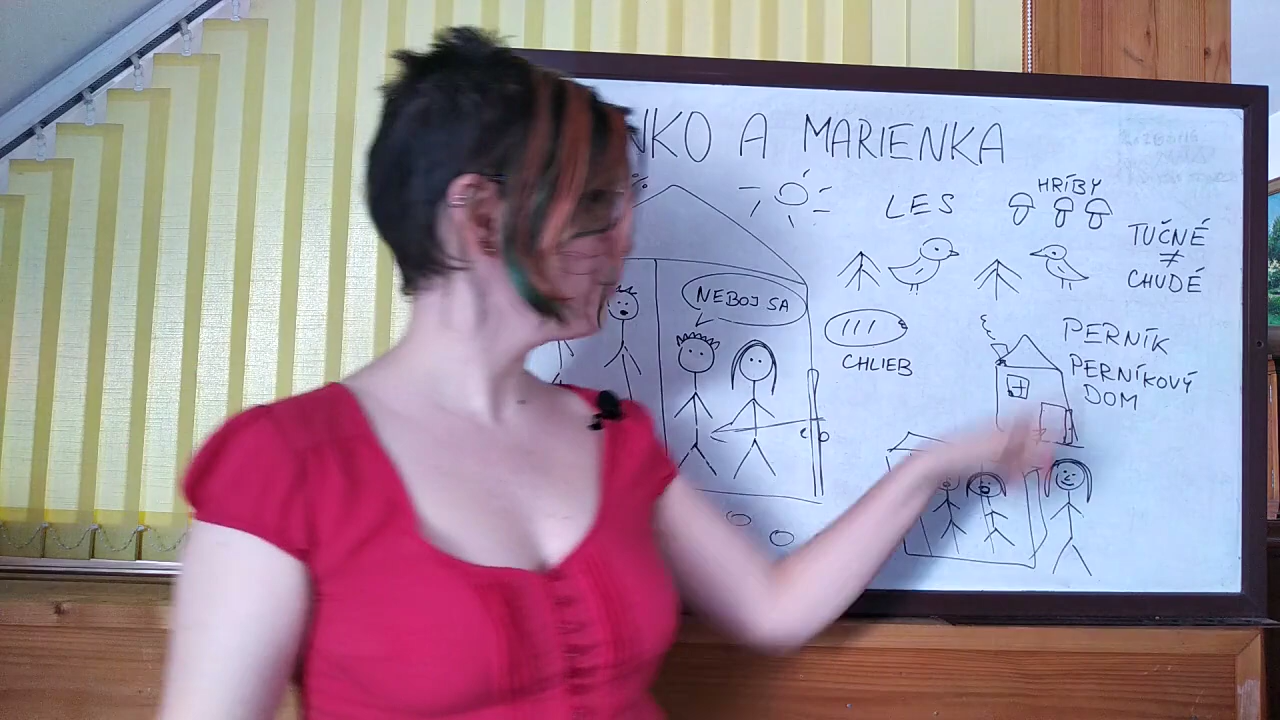 NKO A MARIENKA
LES
HRÍBY
TUČNÉ
≠
CHUDÉ
NEBOJ SA
CHLIEB
PERNÍK
PERNÍKOVÝ
DOM